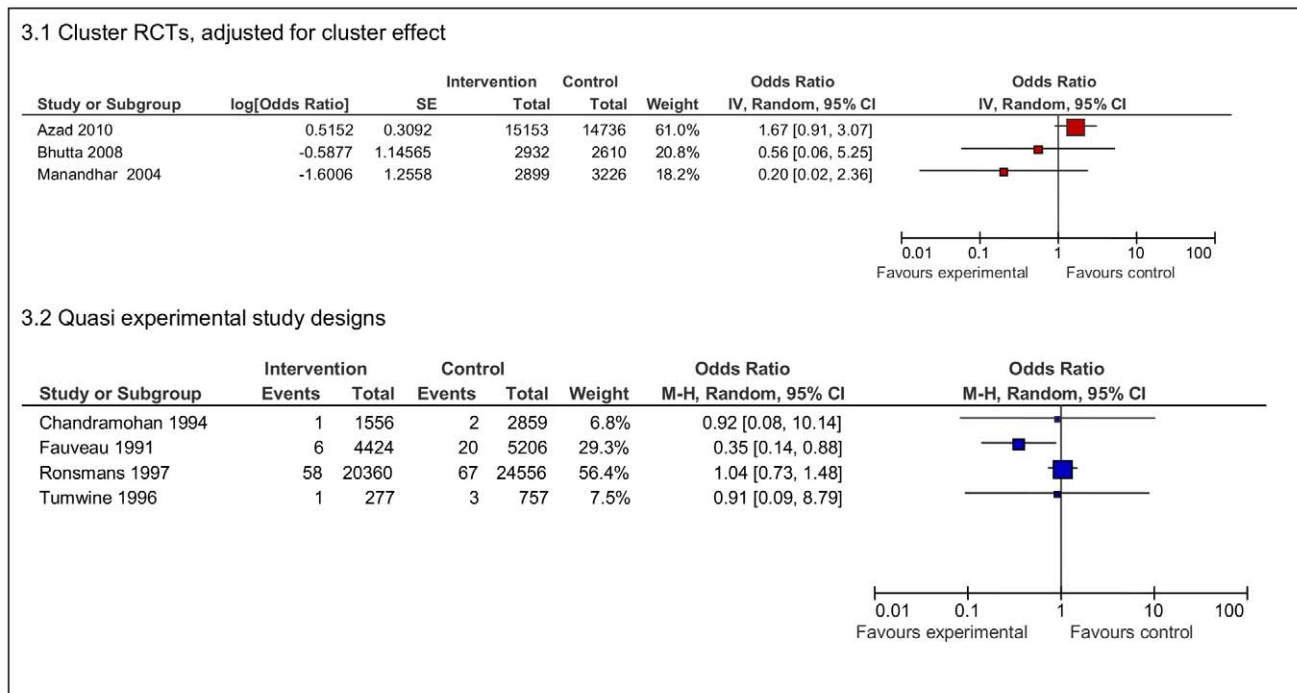 3.1 Cluster RCTs, adjusted for cluster effect
Intervention Control Odds Ratio Odds Ratio
Study or Subgroup log[Odds Ratio] SE Total Total Weight IV, Random, 95% CI IV, Random, 95% CI
Azad 2010 0.5152 0.3092 15153 14736 61.0% 1.67 [0.91, 3.07]
Bhutta 2008 -0.5877 1.14565 2932 2610 20.8% 0.56 [0.06, 5.25]
Manandhar 2004 -1.6006 1.2558 2899 3226 18.2% 0.20 [0.02, 2.36]
0.01 0.1 1 10 100
Favours experimental Favours control
3.2 Quasi experimental study designs
Intervention Control Odds Ratio Odds Ratio
Study or Subgroup Events Total Events Total Weight M-H, Random, 95% CI M-H, Random, 95% CI
Chandramohan 1994 1 1556 2 2859 6.8% 0.92 [0.08, 10.14]
Fauveau 1991 6 4424 20 5206 29.3% 0.35 [0.14, 0.88]
Ronsmans 1997 58 20360 67 24556 56.4% 1.04 [0.73, 1.48]
Tumwine 1996 1 277 3 757 7.5% 0.91 [0.09, 8.79]
0.01 0.1 1 10 100
Favours experimental Favours control